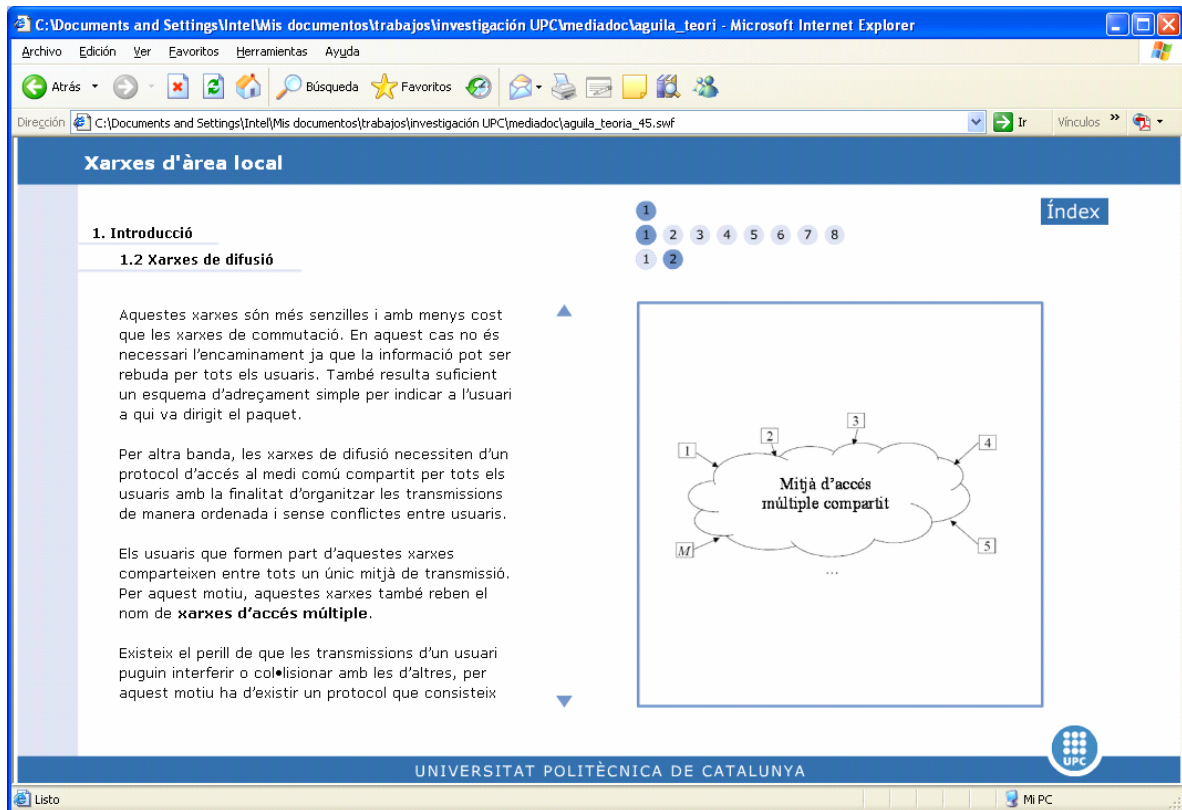 C:\Documents and Settings\Intel\Mis documentos\trabajos\investigación UPC\mediadoc\aguila_teori - Microsoft Internet Explorer
Archivo Edición Ver Favoritos Herramientas Ayuda
Atrás Búsqueda Favoritos
Dirección C:\Documents and Settings\Intel\Mis documentos\trabajos\investigación UPC\mediadoc\aguila_teoria_45.swf Ir Vínculos »
Xarxes d'àrea local
1
Índex
1. Introducció
1 2 3 4 5 6 7 8
1.2 Xarxes de difusió
1 2
Aquestes xarxes són més senzilles i amb menys cost
que les xarxes de commutació. En aquest cas no és
necessari l'encaminament ja que la informació pot ser
rebuda per tots els usuaris. També resulta suficient
un esquema d'adreçament simple per indicar a l'usuari
a qui va dirigit el paquet.
Per altra banda, les xarxes de difusió necessiten d'un
protocol d'accés al medi comú compartit per tots els
usuaris amb la finalitat d'organitzar les transmissions
de manera ordenada i sense conflictes entre usuaris.
Els usuaris que formen part d'aquestes xarxes
comparteixen entre tots un únic mitjà de transmissió.
Per aquest motiu, aquestes xarxes també reben el
nom de xarxes d'accés múltiple.
Existeix el perill de que les transmissions d'un usuari
puguin interferir o col•lisionar amb les d'altres, per
aquest motiu ha d'existir un protocol que consisteix
1
2
3
4
Mitjà d'accés
múltiple compartit
M
5
...
UPC
UNIVERSITAT POLITÈCNICA DE CATALUNYA
Listo
Mi PC